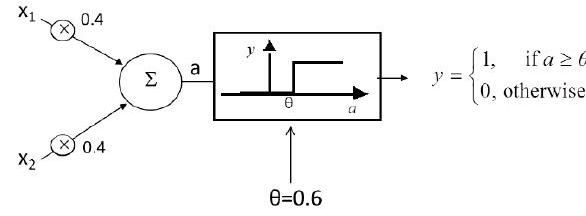 X₁
0.4
Σ
a
y
θ
a
y = {1, if a ≥ θ
0, otherwise
X₂
0.4
θ=0.6